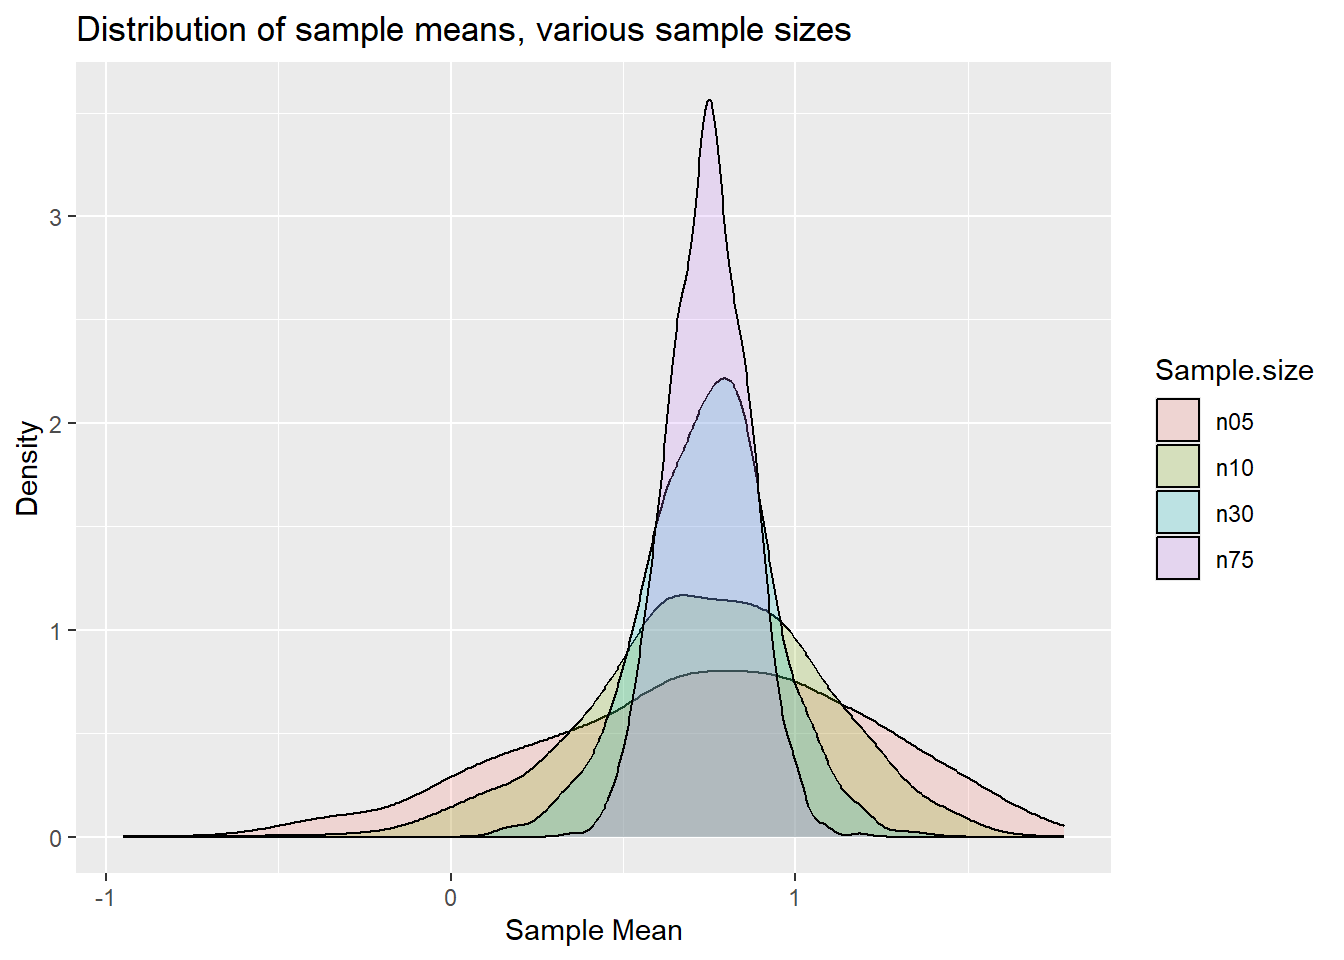 Distribution of sample means, various sample sizes
3
2
1
0
Density
-1
0
1
Sample Mean
Sample.size
n05
n10
n30
n75